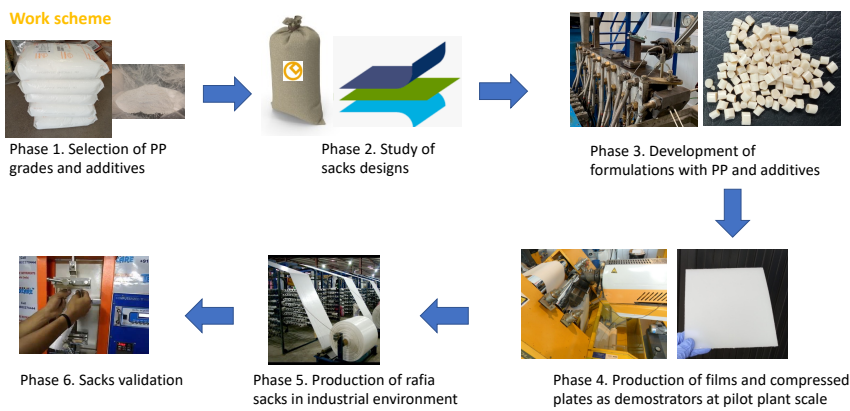 Work scheme
Phase 1. Selection of PP
grades and additives
Phase 2. Study of
sacks designs
Phase 3. Development of
formulations with PP and additives
Phase 4. Production of films and compressed
plates as demostrators at pilot plant scale
Phase 5. Production of rafia
sacks in industrial environment
Phase 6. Sacks validation